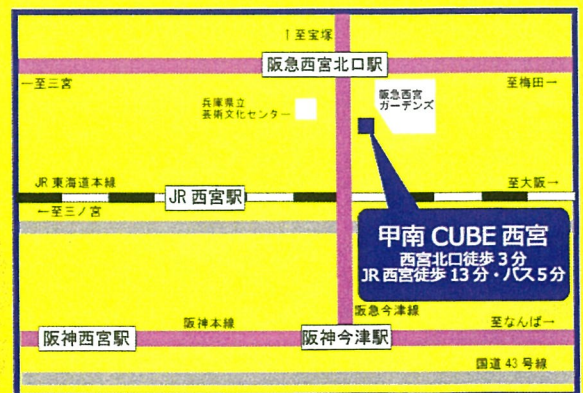 ↑至宝塚
阪急西宮北口駅
←至三宮
至梅田→
阪急西宮
ガーデンズ
兵庫県立
芸術文化センター
JR 東海道本線
至大阪→
JR 西宮駅
←至三ノ宮
甲南 CUBE 西宮
西宮北口徒歩 3 分
JR 西宮徒歩 13 分・バス 5 分
阪急今津線
阪神本線
至なんば→
阪神西宮駅
阪神今津駅
国道 43 号線